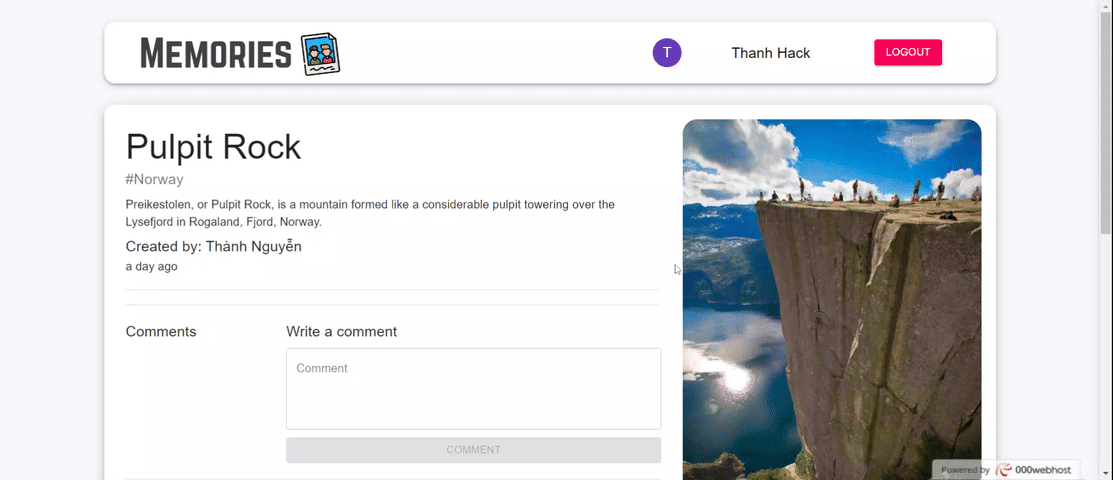 MEMORIES
T
Thanh Hack
LOGOUT
Pulpit Rock
#Norway
Preikestolen, or Pulpit Rock, is a mountain formed like a considerable pulpit towering over the
Lysefjord in Rogaland, Fjord, Norway.
Created by: Thành Nguyễn
a day ago
Comments
Write a comment
Comment
COMMENT
Powered by 000webhost